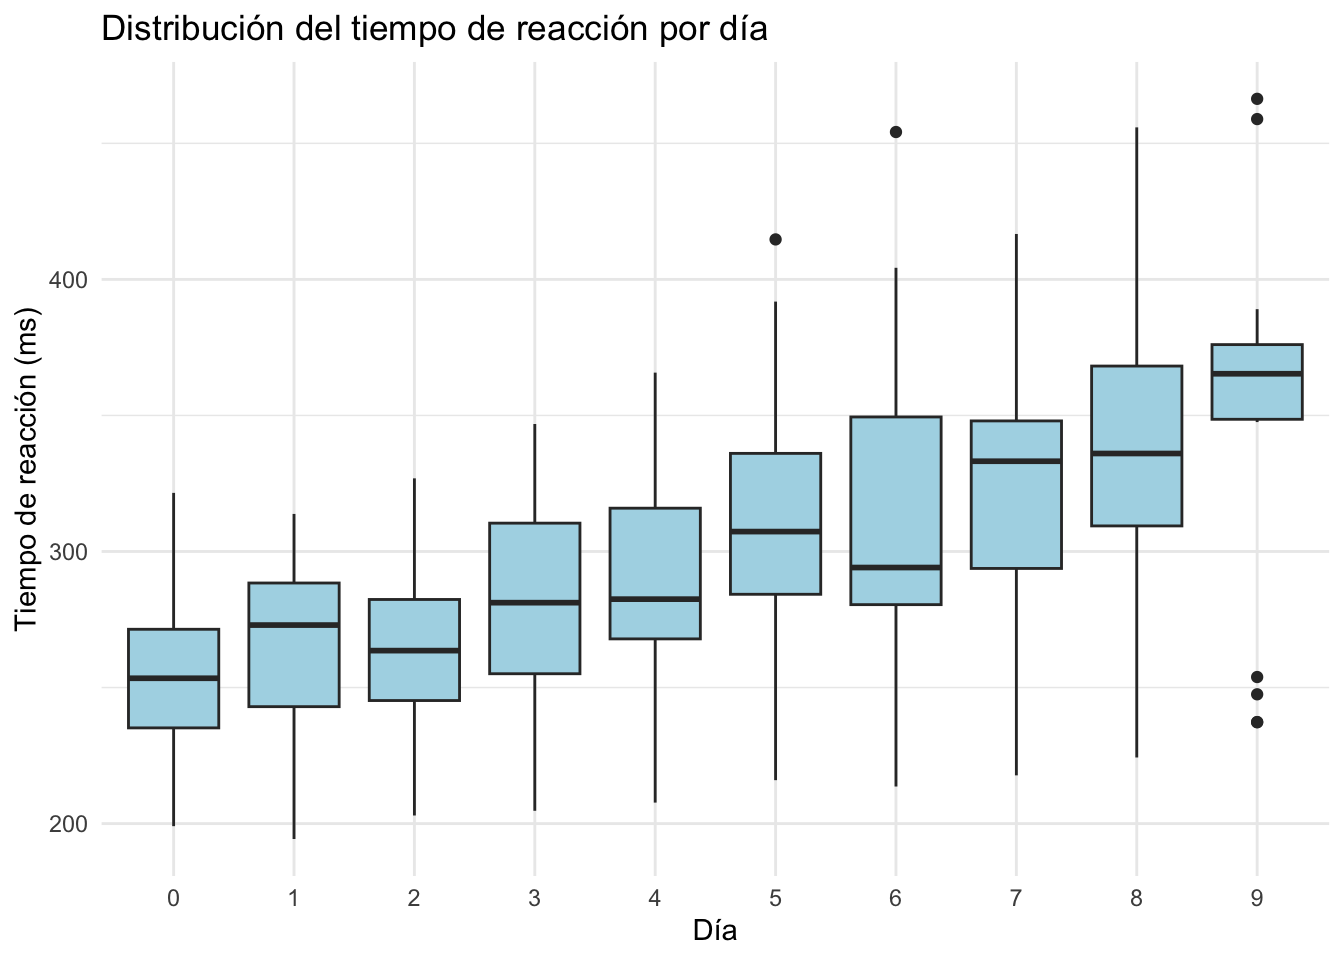 Distribución del tiempo de reacción por día
Tiempo de reacción (ms)
400
300
200
0 1 2 3 4 5 6 7 8 9
Día